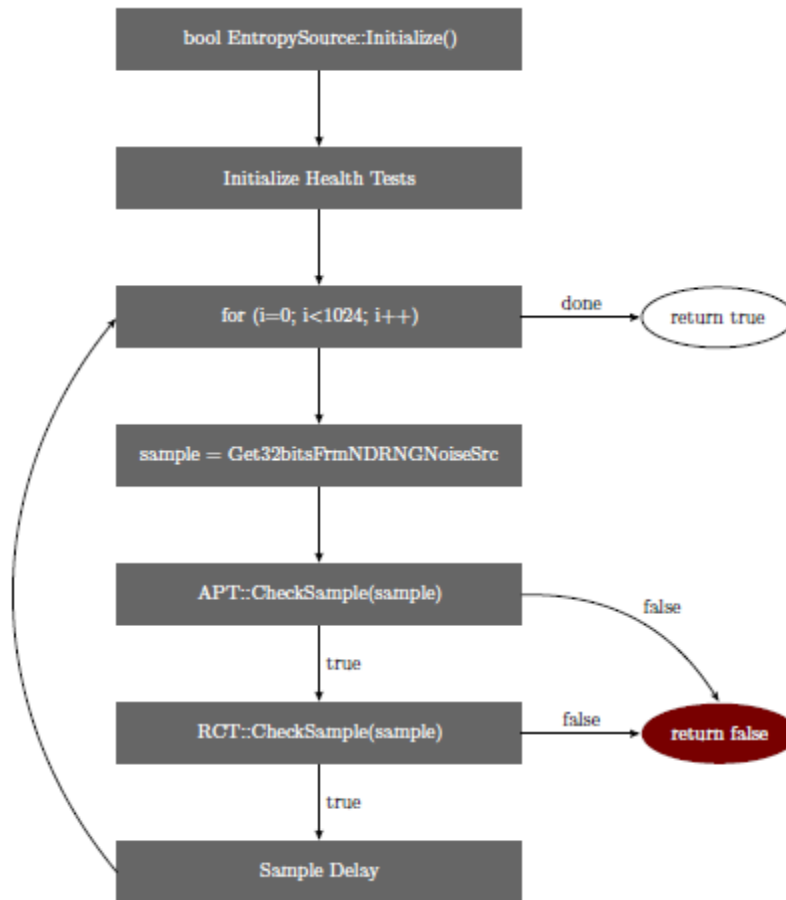 bool EntropySource::Initialize()
Initialize Health Tests
for (i=0; i<1024; i++)
done
return true
sample = Get32bitsFrmNDRNGNoiseSrc
APT::CheckSample(sample)
false
true
RCT::CheckSample(sample)
false
return false
true
Sample Delay